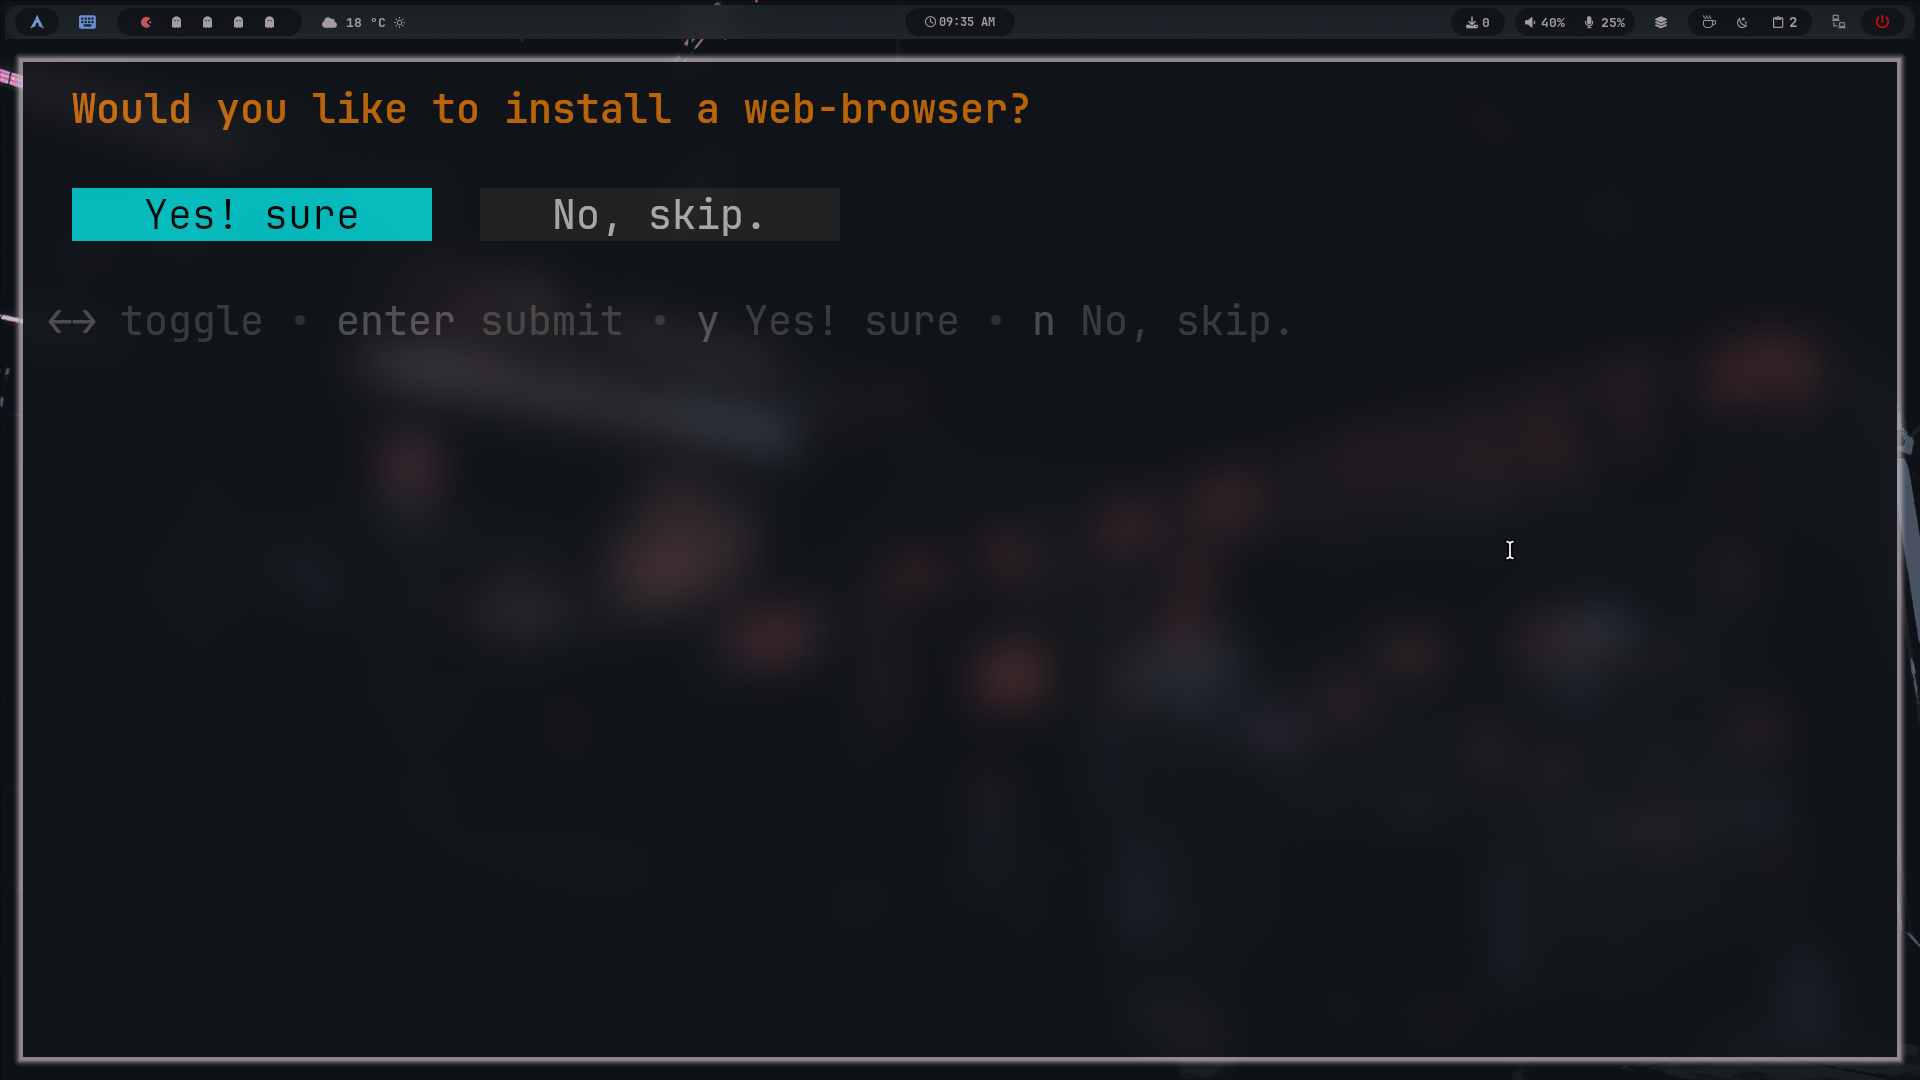 18 °C
09:35 AM
0
40% 25%
2
Would you like to install a web-browser?
Yes! sure No, skip.
←→ toggle • enter submit • y Yes! sure • n No, skip.